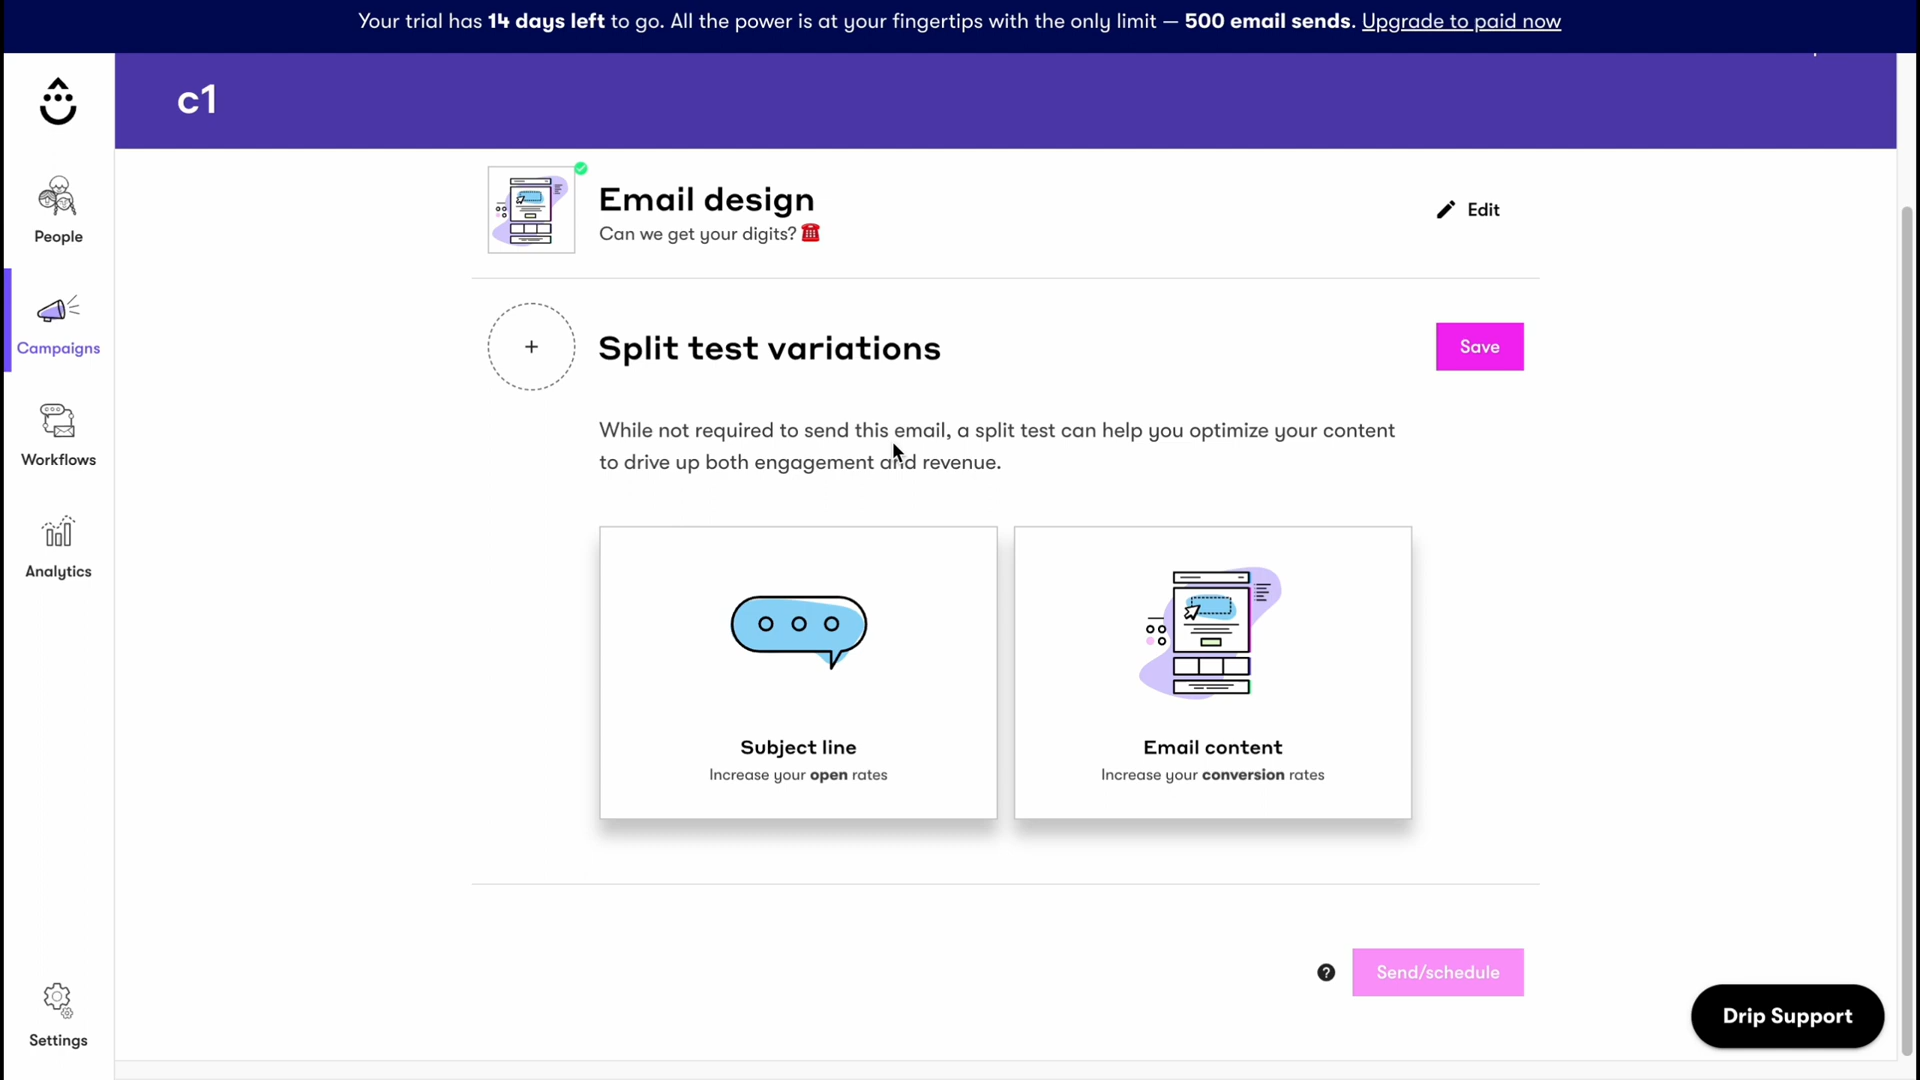 Your trial has 14 days left to go. All the power is at your fingertips with the only limit — 500 email sends. Upgrade to paid now
c1
People
Campaigns
Workflows
Analytics
Settings
Email design
Can we get your digits? ☎️
Edit
Split test variations
Save
While not required to send this email, a split test can help you optimize your content
to drive up both engagement and revenue.
Subject line
Increase your open rates
Email content
Increase your conversion rates
Send/schedule
Drip Support